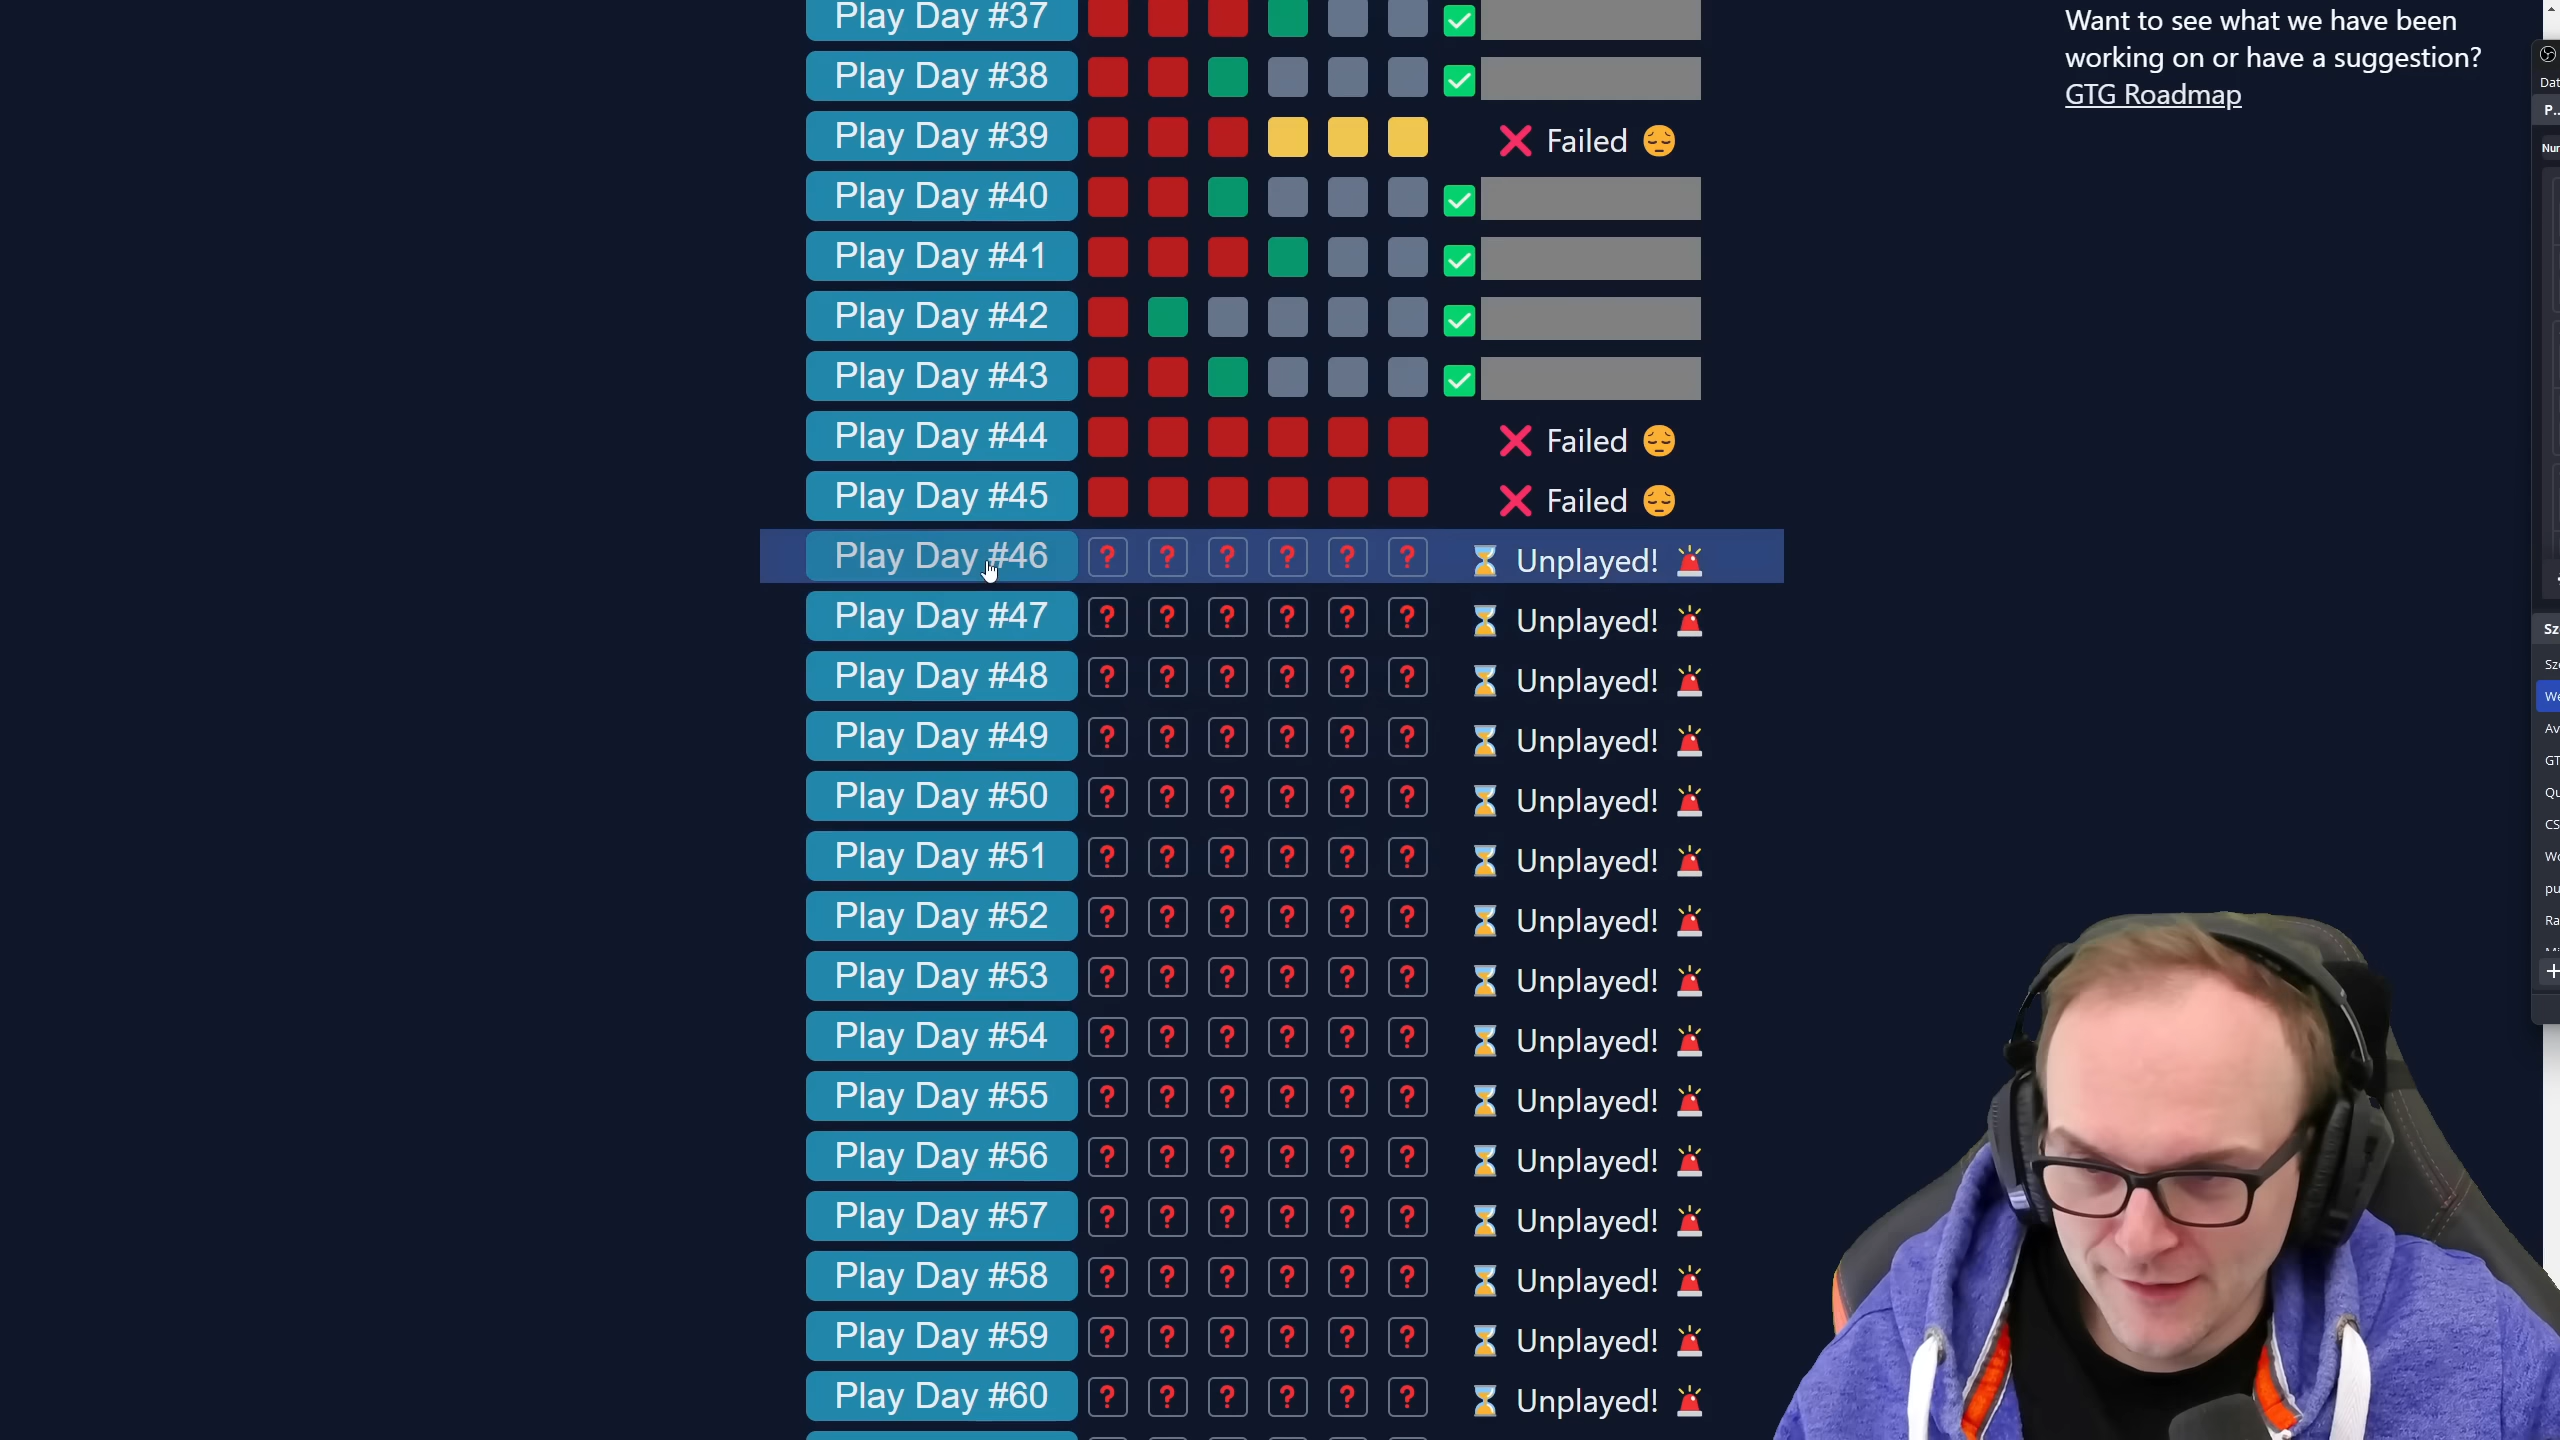 Play Day #37
Play Day #38
Play Day #39 ❌ Failed 😔
Play Day #40
Play Day #41
Play Day #42
Play Day #43
Play Day #44 ❌ Failed 😔
Play Day #45 ❌ Failed 😔
Play Day #46 ? ? ? ? ? ? ⏳ Unplayed! 🚨
Play Day #47 ? ? ? ? ? ? ⏳ Unplayed! 🚨
Play Day #48 ? ? ? ? ? ? ⏳ Unplayed! 🚨
Play Day #49 ? ? ? ? ? ? ⏳ Unplayed! 🚨
Play Day #50 ? ? ? ? ? ? ⏳ Unplayed! 🚨
Play Day #51 ? ? ? ? ? ? ⏳ Unplayed! 🚨
Play Day #52 ? ? ? ? ? ? ⏳ Unplayed! 🚨
Play Day #53 ? ? ? ? ? ? ⏳ Unplayed! 🚨
Play Day #54 ? ? ? ? ? ? ⏳ Unplayed! 🚨
Play Day #55 ? ? ? ? ? ? ⏳ Unplayed! 🚨
Play Day #56 ? ? ? ? ? ? ⏳ Unplayed! 🚨
Play Day #57 ? ? ? ? ? ? ⏳ Unplayed! 🚨
Play Day #58 ? ? ? ? ? ? ⏳ Unplayed! 🚨
Play Day #59 ? ? ? ? ? ? ⏳ Unplayed! 🚨
Play Day #60 ? ? ? ? ? ? ⏳ Unplayed! 🚨
Want to see what we have been
working on or have a suggestion?
GTG Roadmap